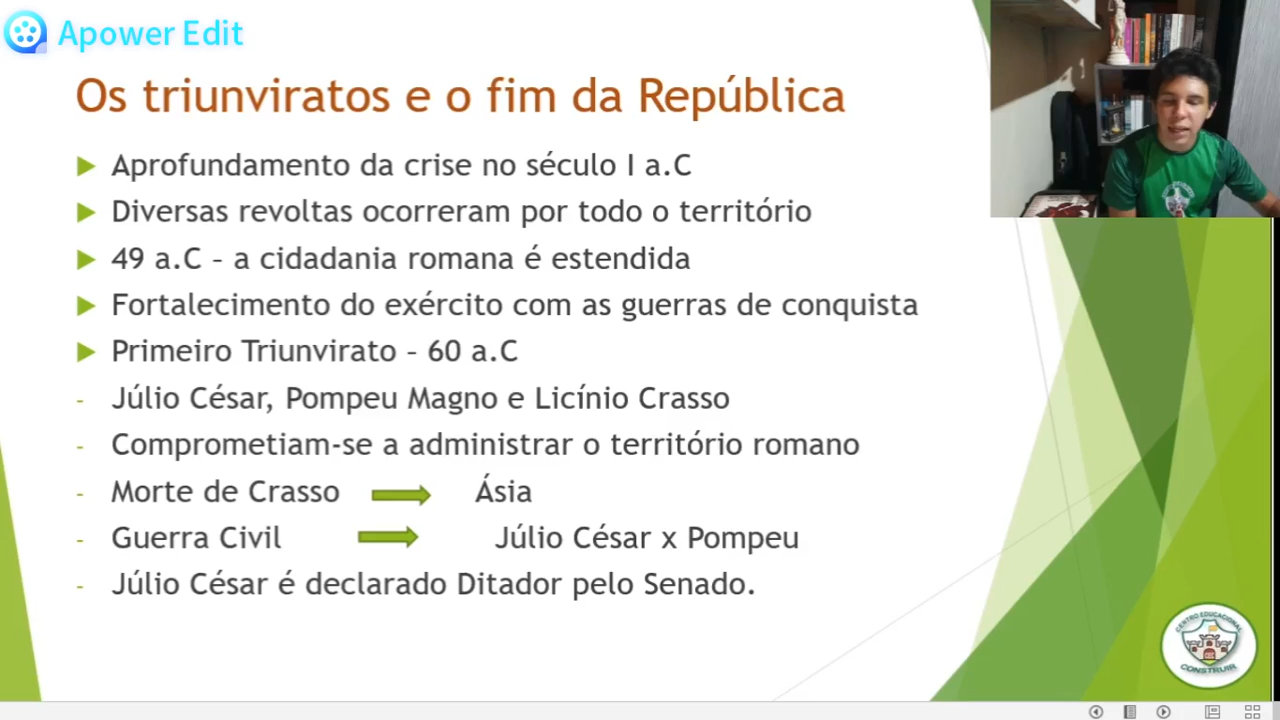 Apower Edit
Os triunviratos e o fim da República
Aprofundamento da crise no século I a.C
Diversas revoltas ocorreram por todo o território
49 a.C – a cidadania romana é estendida
Fortalecimento do exército com as guerras de conquista
Primeiro Triunvirato – 60 a.C
- Júlio César, Pompeu Magno e Licínio Crasso
- Comprometiam-se a administrar o território romano
- Morte de Crasso Ásia
- Guerra Civil Júlio César x Pompeu
- Júlio César é declarado Ditador pelo Senado.
CENTRO EDUCACIONAL
CONSTRUIR